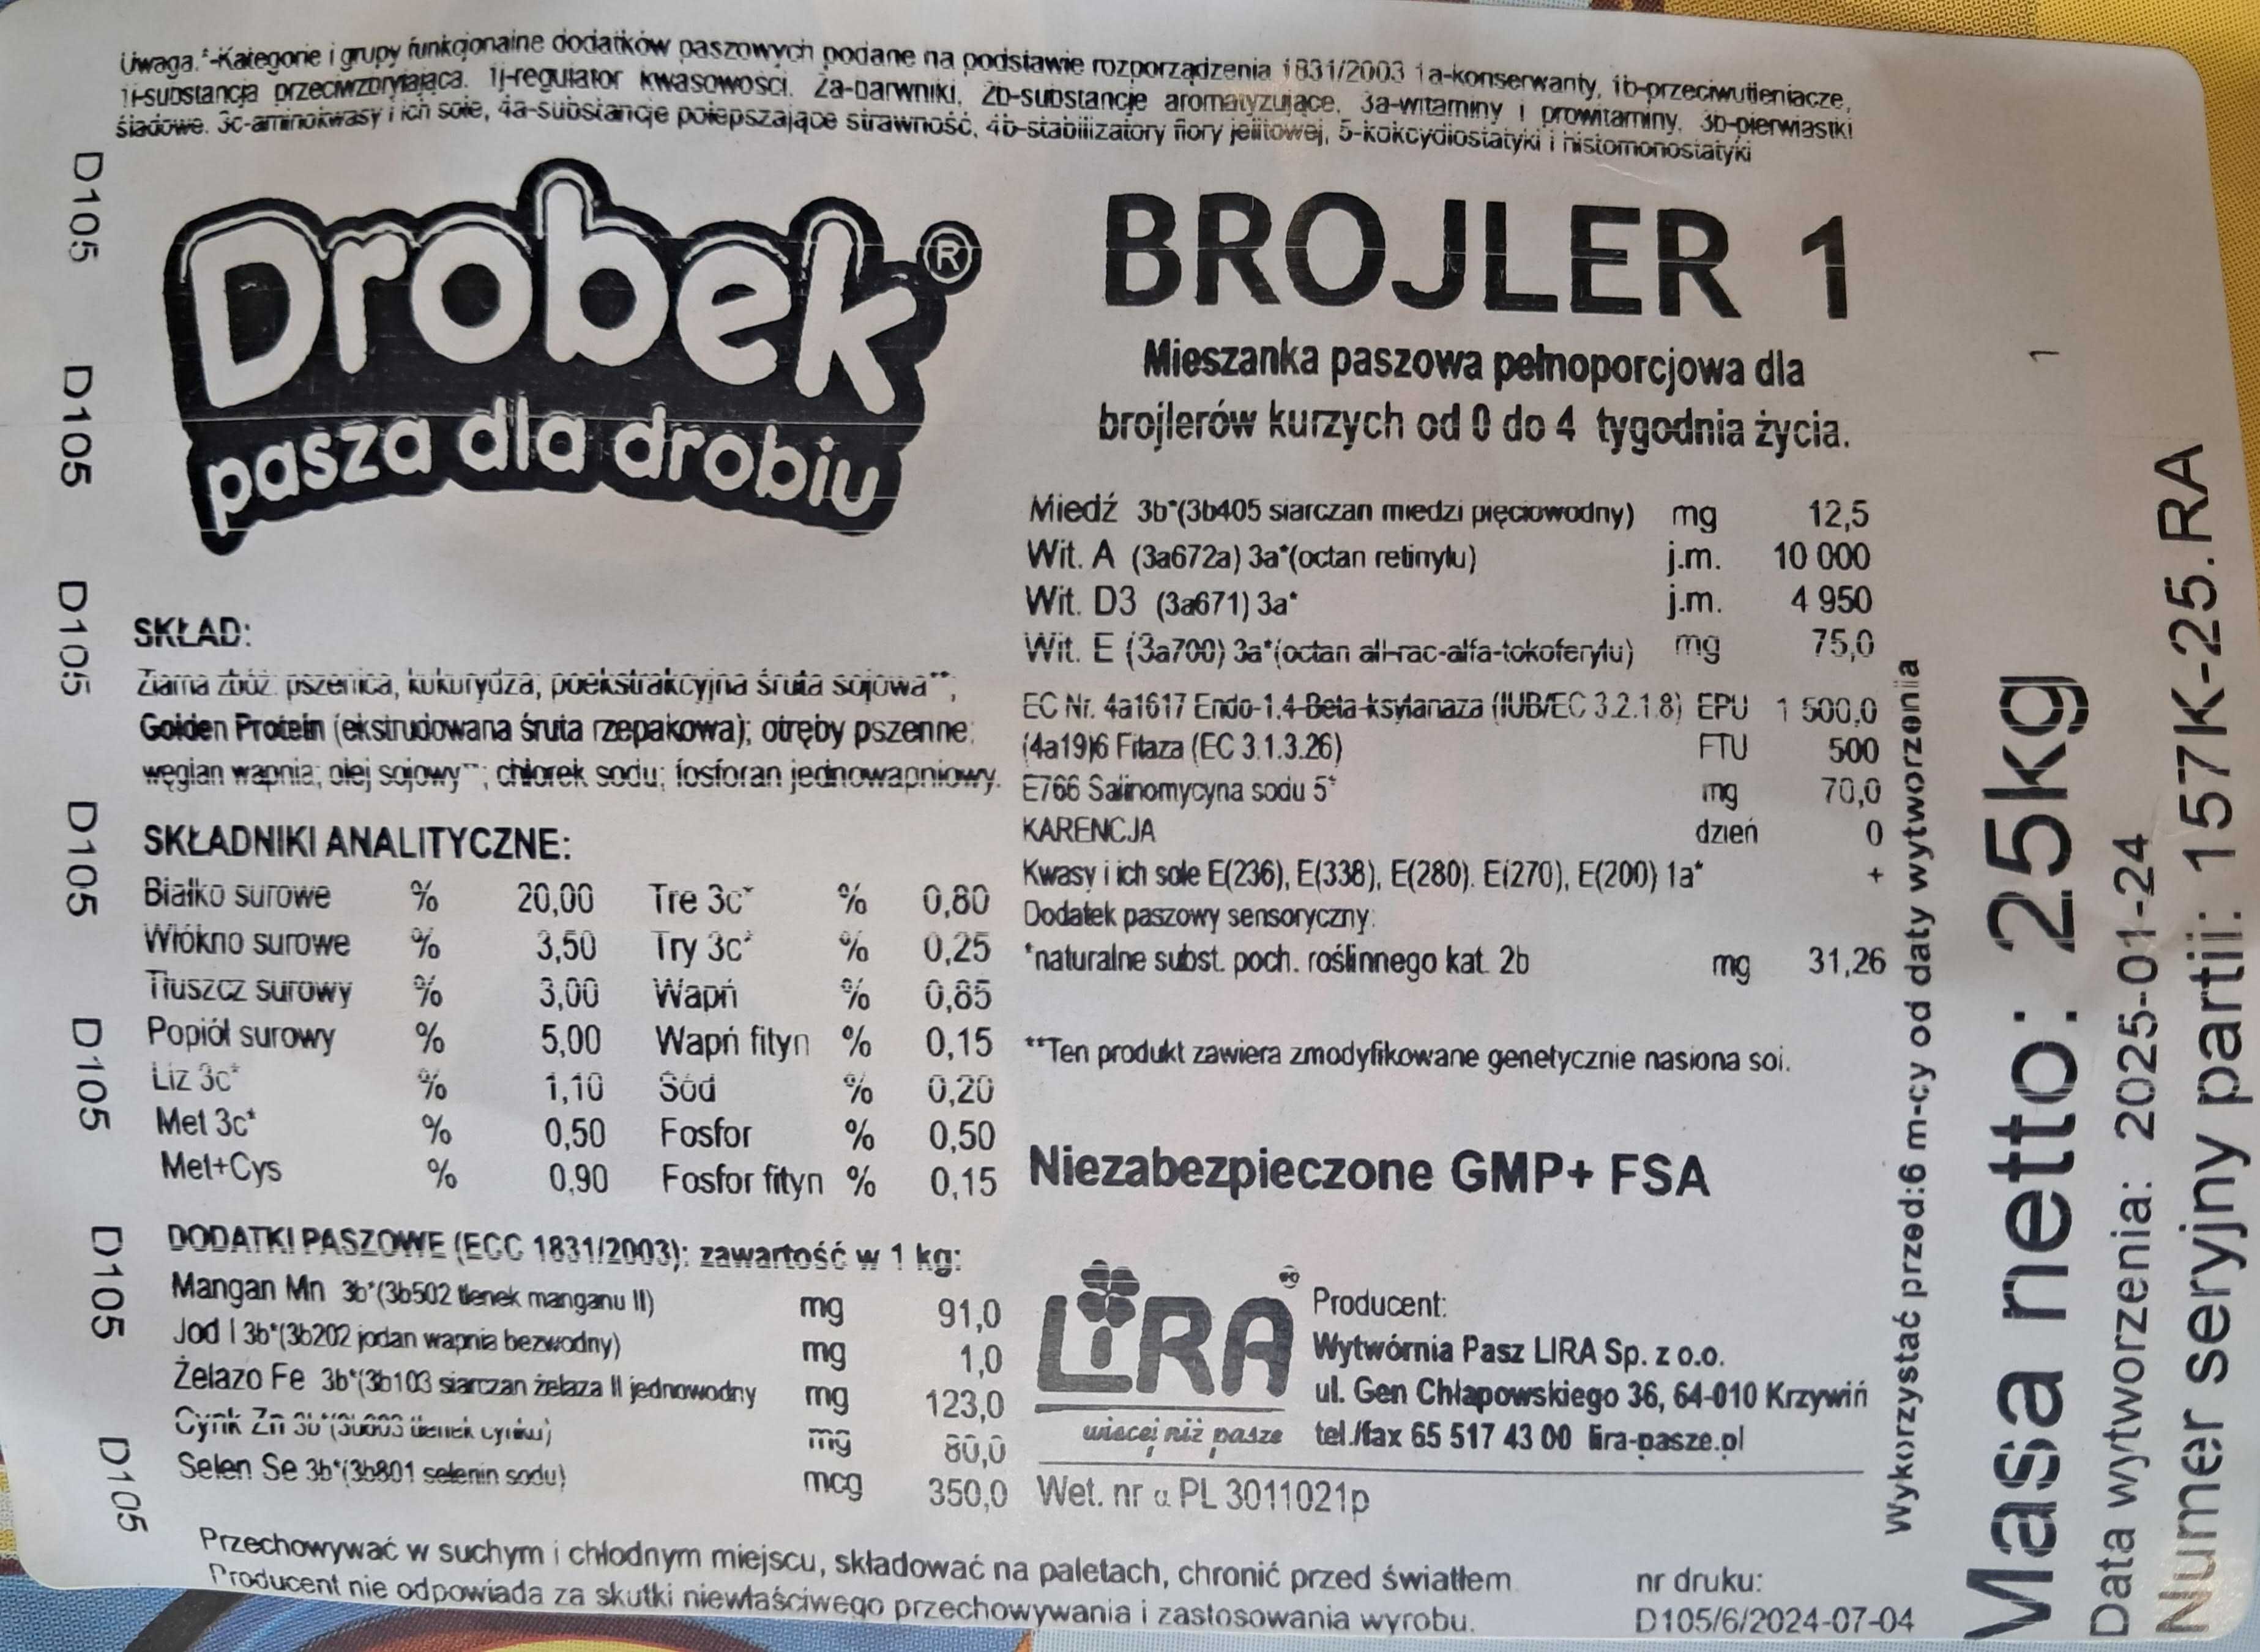 Uwaga.*-Kategorie i grupy funkcjonalne dodatków paszowych podane na podstawie rozporządzenia 1831/2003 1a-konserwanty, 1b-przeciwutleniacze,
1i-substancja przeciwzbrylająca. 1j-regulator kwasowości. 2a-barwniki, 2b-substancje aromatyzujące, 3a-witaminy i prowitaminy, 3b-pierwiastki
śladowe. 3c-aminokwasy i ich sole, 4a-substancje polepszające strawność, 4b-stabilizatory flory jelitowej, 5-kokcydiostatyki i histomonostatyki
Drobek®
pasza dla drobiu
BROJLER 1
Mieszanka paszowa pełnoporcjowa dla
brojlerów kurzych od 0 do 4 tygodnia życia.
SKŁAD:
Ziarna zbóż: pszenica, kukurydza, poekstrakcyjna śruta sojowa**,
Golden Protein (ekstrudowana śruta rzepakowa); otręby pszenne;
węglan wapnia; olej sojowy**; chlorek sodu; fosforan jednowapniowy.
SKŁADNIKI ANALITYCZNE:
Białko surowe % 20,00 Tre 3c* % 0,80
Włókno surowe % 3,50 Try 3c* % 0,25
Tłuszcz surowy % 3,00 Wapń % 0,85
Popiół surowy % 5,00 Wapń fityn % 0,15
Liz 3c* % 1,10 Sód % 0,20
Met 3c* % 0,50 Fosfor % 0,50
Met+Cys % 0,90 Fosfor fityn % 0,15
DODATKI PASZOWE (ECC 1831/2003): zawartość w 1 kg:
Mangan Mn 3b*(3b502 tlenek manganu II) mg 91,0
Jod I 3b*(3b202 jodan wapnia bezwodny) mg 1,0
Żelazo Fe 3b*(3b103 siarczan żelaza II jednowodny mg 123,0
Cynk Zn 3b*(3b603 tlenek cynku) mg 80,0
Selen Se 3b*(3b801 selenin sodu) mcg 350,0
Miedź 3b*(3b405 siarczan miedzi pięciowodny) mg 12,5
Wit. A (3a672a) 3a*(octan retinylu) j.m. 10 000
Wit. D3 (3a671) 3a* j.m. 4 950
Wit. E (3a700) 3a*(octan all-rac-alfa-tokoferylu) mg 75,0
EC Nr. 4a1617 Endo-1.4-Beta-ksylanaza (IUB/EC 3.2.1.8) EPU 1 500,0
(4a19)6 Fitaza (EC 3.1.3.26) FTU 500
E766 Salinomycyna sodu 5* mg 70,0
KARENCJA dzień 0
Kwasy i ich sole E(236), E(338), E(280). E(270), E(200) 1a* +
Dodatek paszowy sensoryczny:
*naturalne subst. poch. roślinnego kat. 2b mg 31,26
**Ten produkt zawiera zmodyfikowane genetycznie nasiona soi.
Niezabezpieczone GMP+ FSA
LIRA
więcej niż pasze
Producent:
Wytwórnia Pasz LIRA Sp. z o.o.
ul. Gen Chłapowskiego 36, 64-010 Krzywiń
tel./fax 65 517 43 00 lira-pasze.pl
Wet. nr α PL 3011021p
Przechowywać w suchym i chłodnym miejscu, składować na paletach, chronić przed światłem
Producent nie odpowiada za skutki niewłaściwego przechowywania i zastosowania wyrobu.
nr druku:
D105/6/2024-07-04
D105
D105
D105
D105
D105
D105
D105
1
Wykorzystać przed:6 m-cy od daty wytworzenia
Masa netto: 25kg
Data wytworzenia: 2025-01-24
Numer seryjny partii: 157K-25.RA